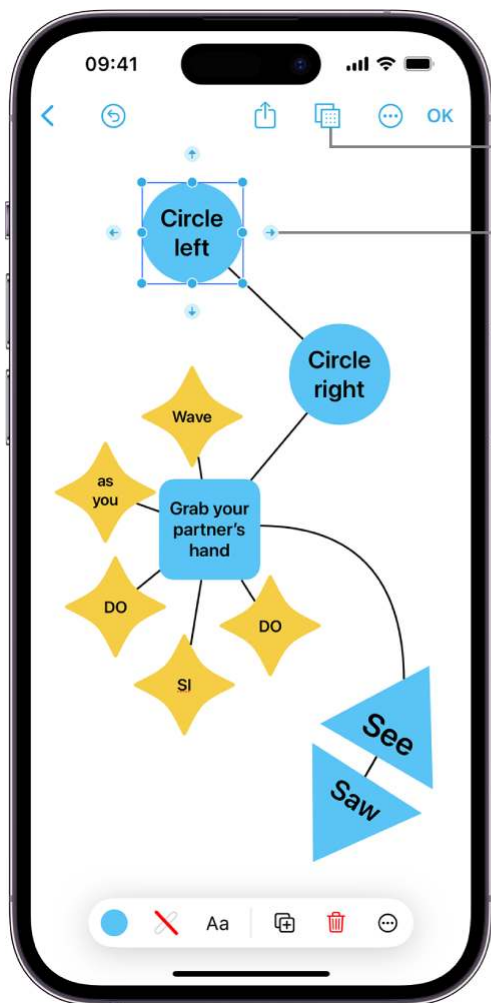 09:41
OK
Circle
left
Circle
right
Wave
as
you
Grab your
partner's
hand
DO
DO
SI
See
Saw
Aa